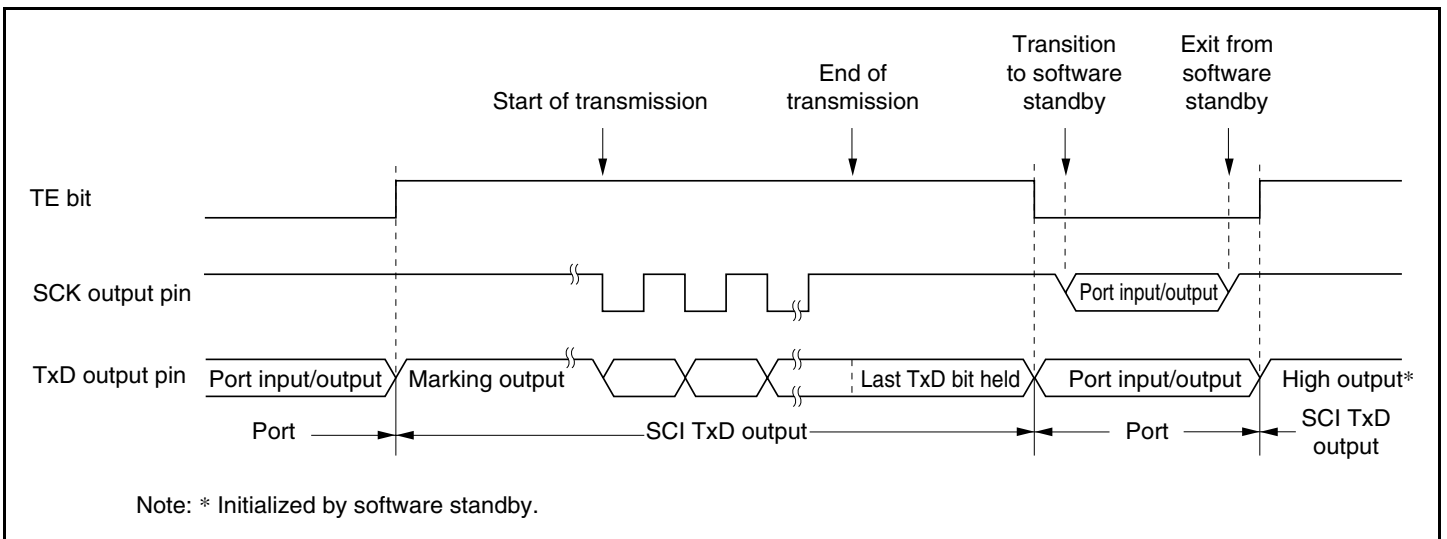 Transition
to software
standby
Exit from
software
standby
End of
transmission
Start of transmission
TE bit
SCK output pin
Port input/output
TxD output pin
Port input/output
Marking output
Last TxD bit held
Port input/output
High output*
Port
SCI TxD output
Port
SCI TxD
output
Note: * Initialized by software standby.